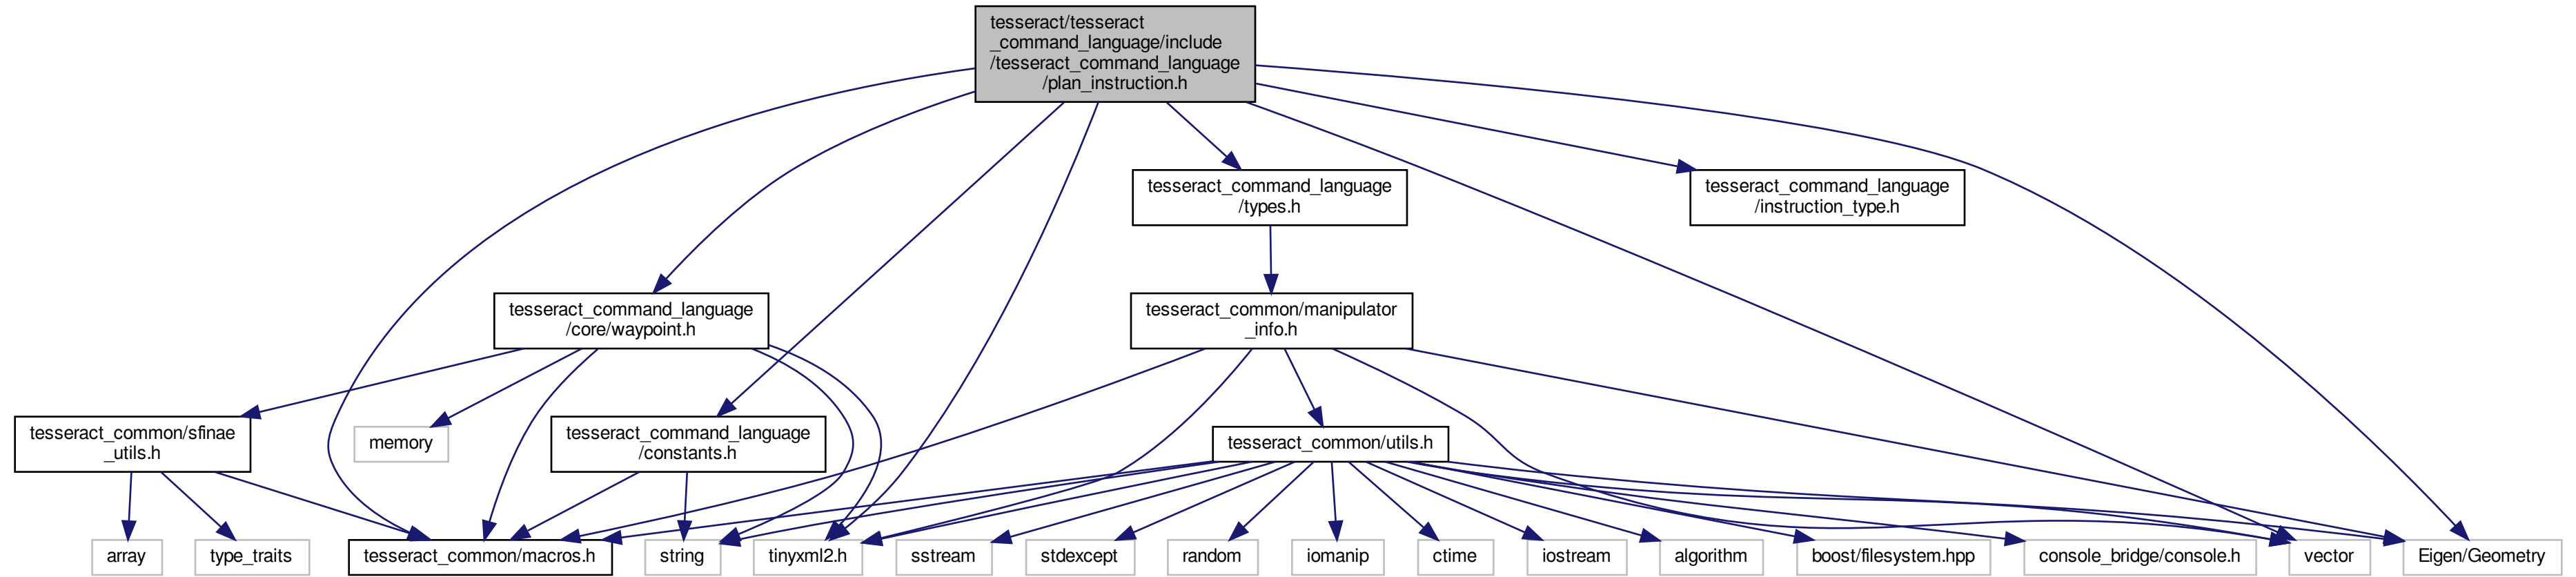 tesseract/tesseract
_command_language/include
/tesseract_command_language
/plan_instruction.h
tesseract_command_language
/types.h
tesseract_command_language
/instruction_type.h
tesseract_command_language
/core/waypoint.h
tesseract_common/manipulator
_info.h
tesseract_common/sfinae
_utils.h
memory
tesseract_command_language
/constants.h
tesseract_common/utils.h
array
type_traits
tesseract_common/macros.h
string
tinyxml2.h
sstream
stdexcept
random
iomanip
ctime
iostream
algorithm
boost/filesystem.hpp
console_bridge/console.h
vector
Eigen/Geometry